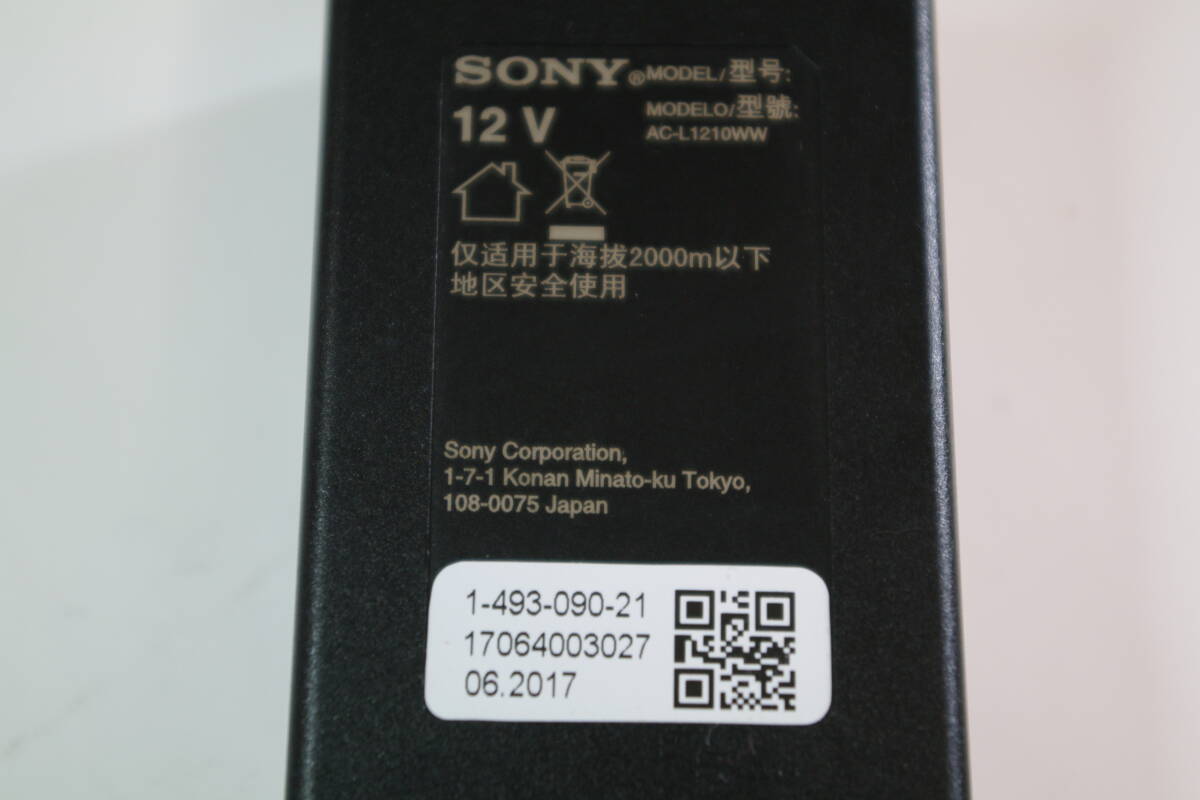 SONY® MODEL/型号:
12 V MODELO/型號:
AC-L1210WW
仅适用于海拔2000m以下
地区安全使用
Sony Corporation,
1-7-1 Konan Minato-ku Tokyo,
108-0075 Japan
1-493-090-21
17064003027
06.2017